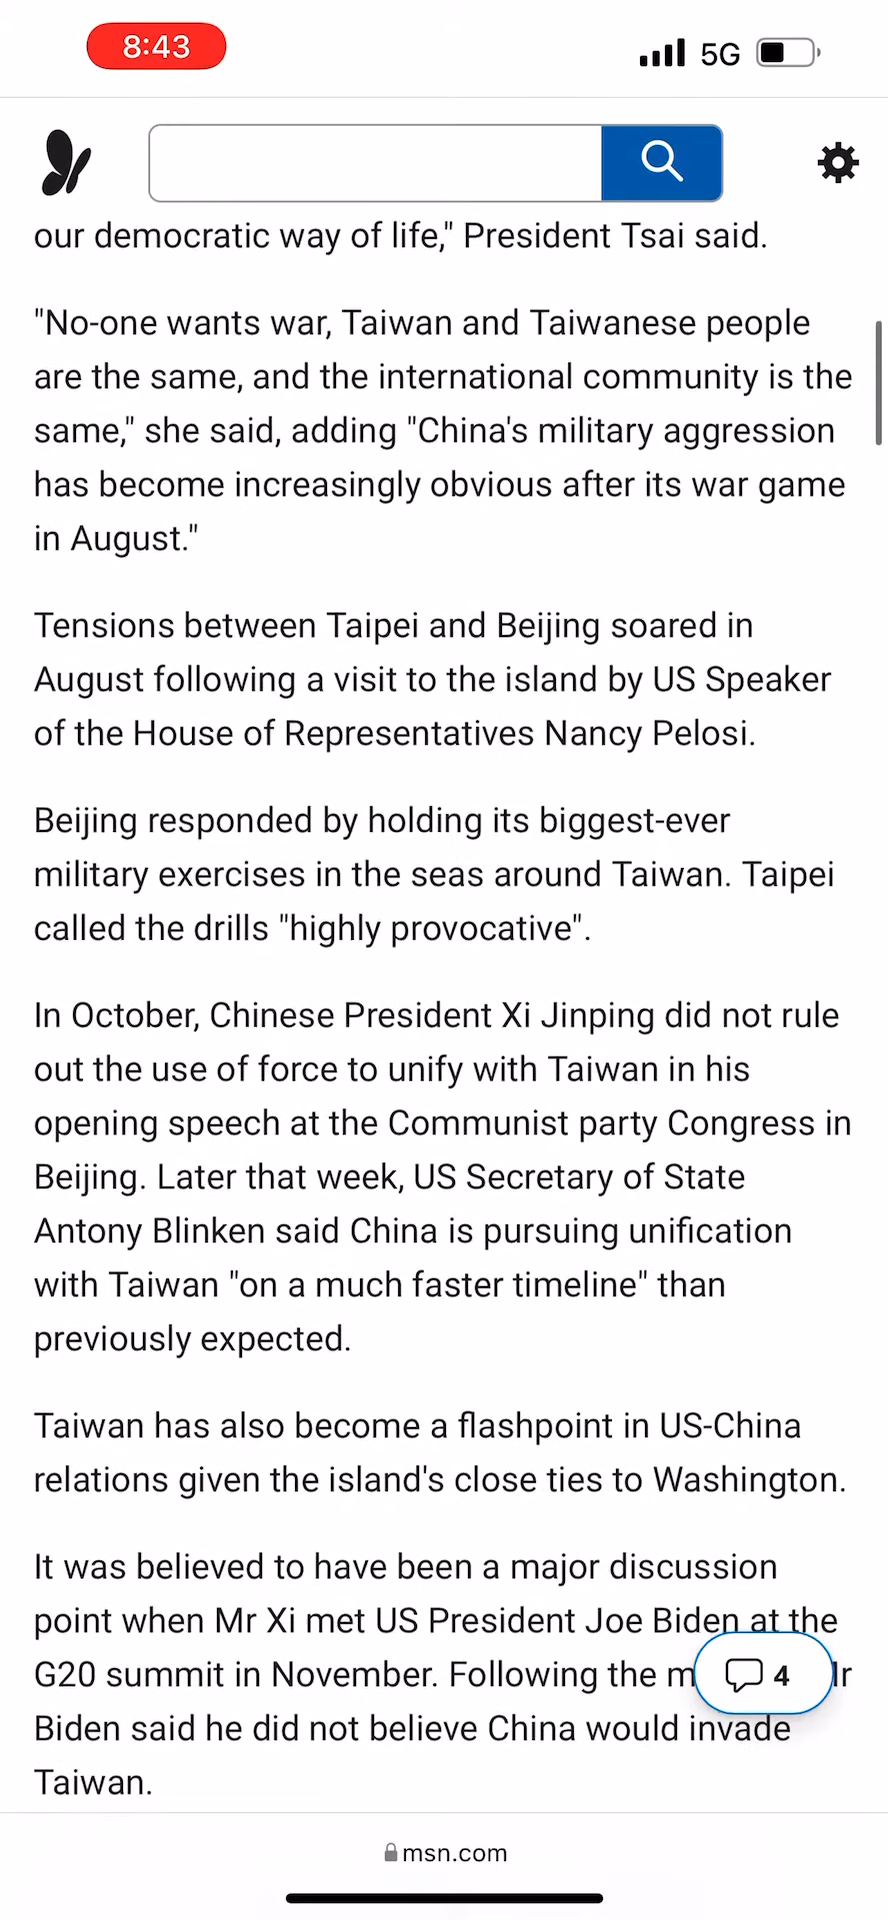 8:43
5G
our democratic way of life," President Tsai said.
"No-one wants war, Taiwan and Taiwanese people
are the same, and the international community is the
same," she said, adding "China's military aggression
has become increasingly obvious after its war game
in August."
Tensions between Taipei and Beijing soared in
August following a visit to the island by US Speaker
of the House of Representatives Nancy Pelosi.
Beijing responded by holding its biggest-ever
military exercises in the seas around Taiwan. Taipei
called the drills "highly provocative".
In October, Chinese President Xi Jinping did not rule
out the use of force to unify with Taiwan in his
opening speech at the Communist party Congress in
Beijing. Later that week, US Secretary of State
Antony Blinken said China is pursuing unification
with Taiwan "on a much faster timeline" than
previously expected.
Taiwan has also become a flashpoint in US-China
relations given the island's close ties to Washington.
It was believed to have been a major discussion
point when Mr Xi met US President Joe Biden at the
G20 summit in November. Following the
4
Biden said he did not believe China would invade
Taiwan.
msn.com